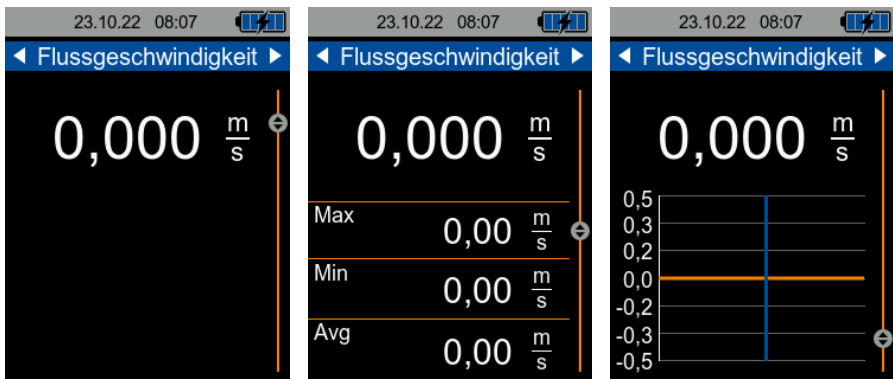 23.10.22 08:07
Flussgeschwindigkeit
0,000 m/s
23.10.22 08:07
Flussgeschwindigkeit
0,000 m/s
Max 0,00 m/s
Min 0,00 m/s
Avg 0,00 m/s
23.10.22 08:07
Flussgeschwindigkeit
0,000 m/s
0,5
0,3
0,2
0,0
-0,2
-0,3
-0,5